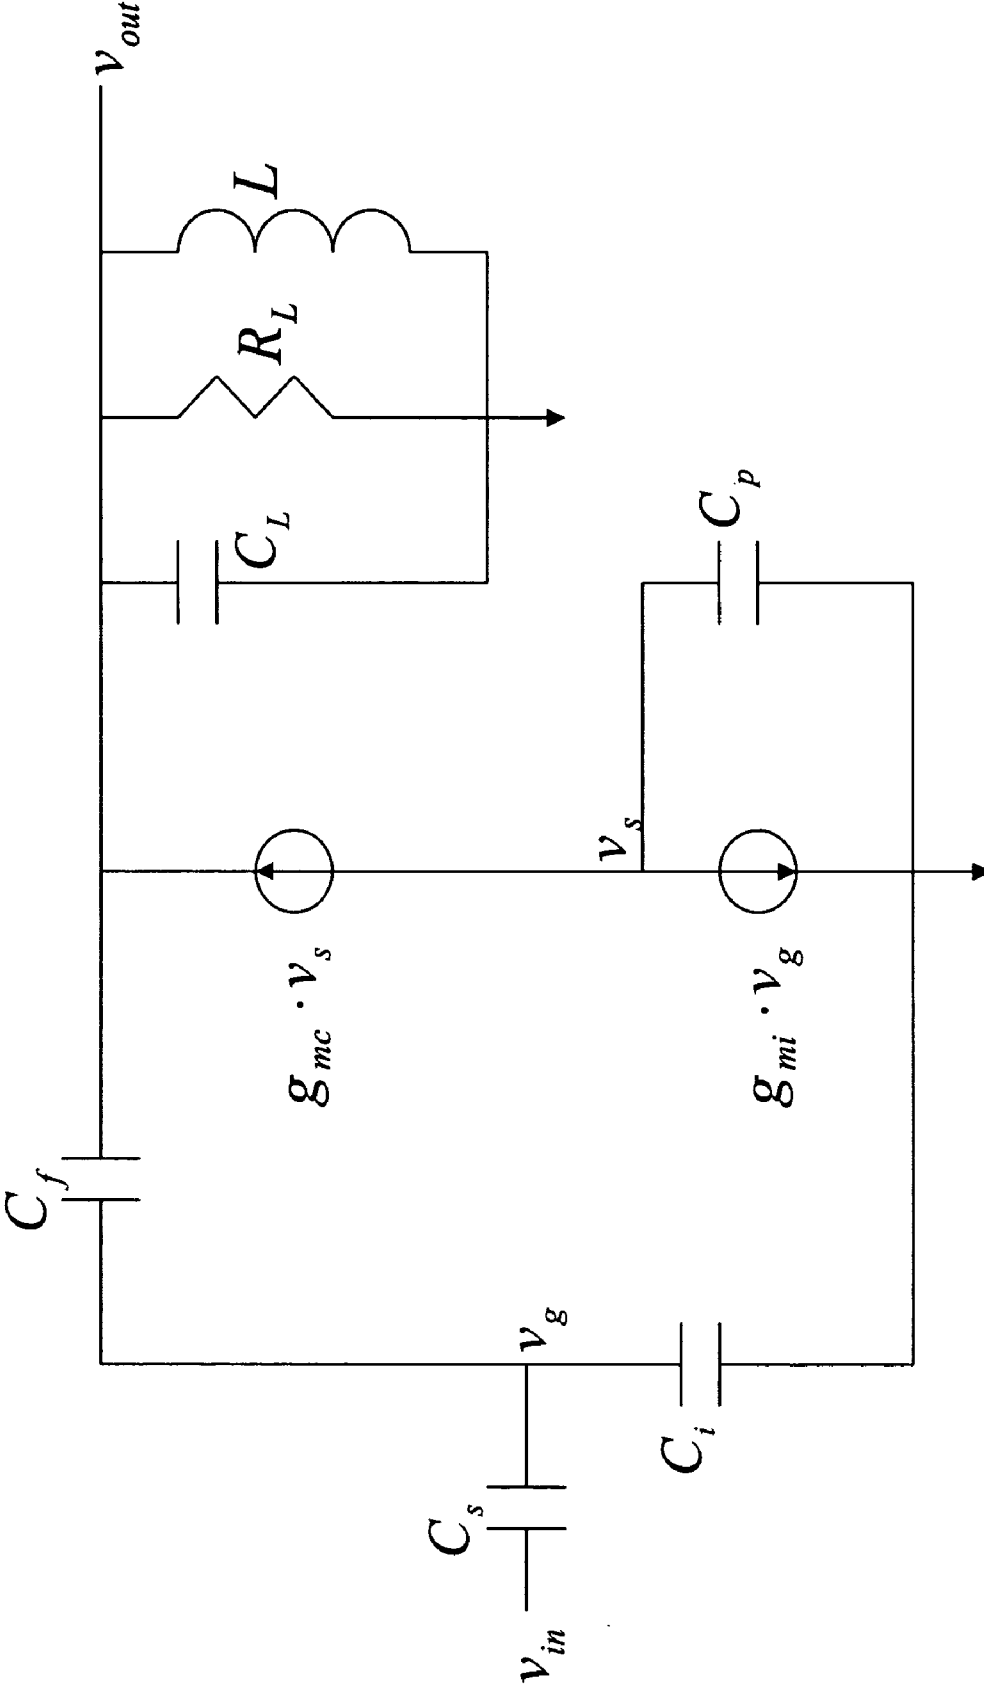 v_out
L
R_L
C_L
C_p
v_s
g_mc · v_s
g_mi · v_g
C_f
v_g
C_i
C_s
v_in